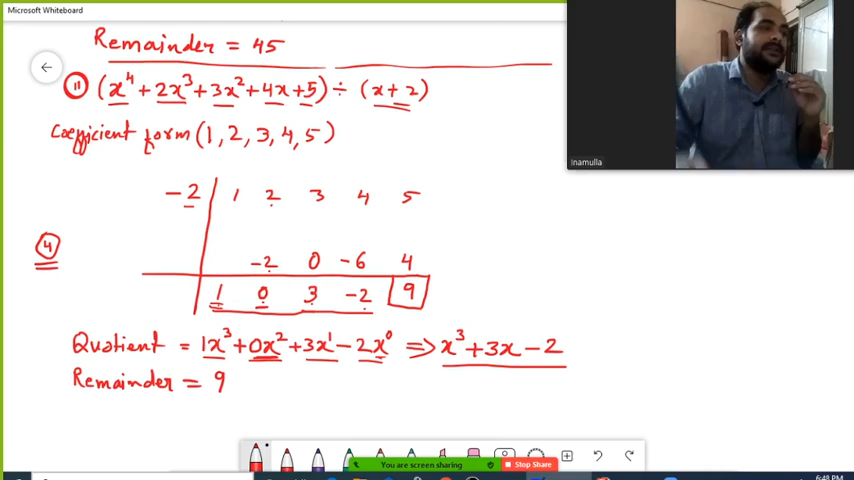 Microsoft Whiteboard
Remainder = 45
11 (x⁴ + 2x³ + 3x² + 4x + 5) ÷ (x + 2)
Coefficient form (1, 2, 3, 4, 5)
-2 | 1 2 3 4 5
4
-2 0 -6 4
1 0 3 -2 9
Quotient = 1x³ + 0x² + 3x¹ - 2x⁰ ⇒ x³ + 3x - 2
Remainder = 9
Inamulla
You are screen sharing
Stop Share
6:48 PM